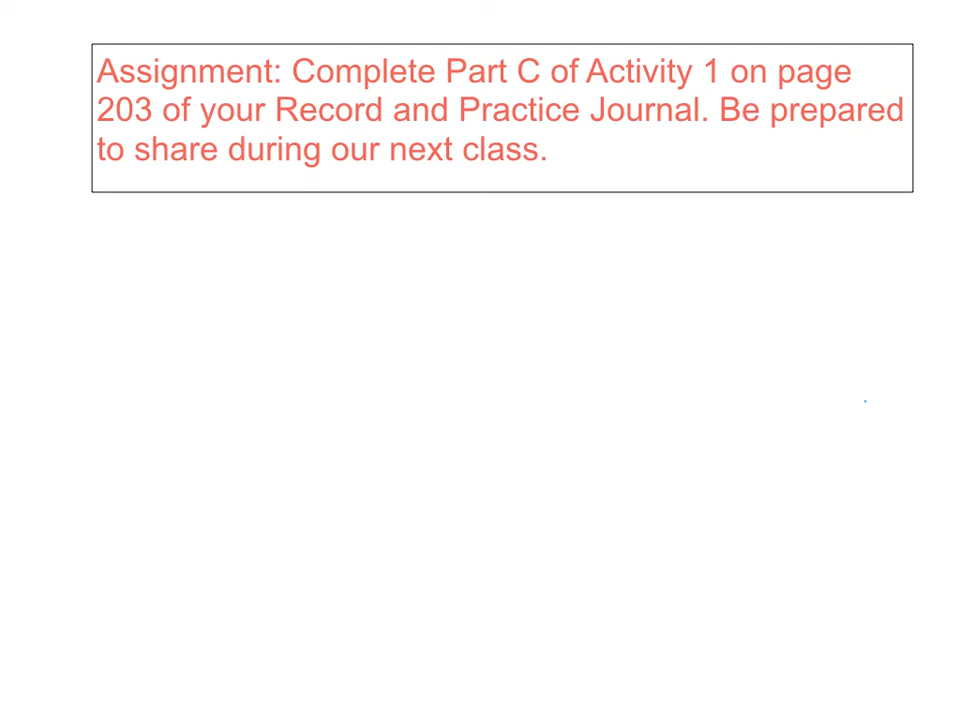 Assignment: Complete Part C of Activity 1 on page
203 of your Record and Practice Journal. Be prepared
to share during our next class.